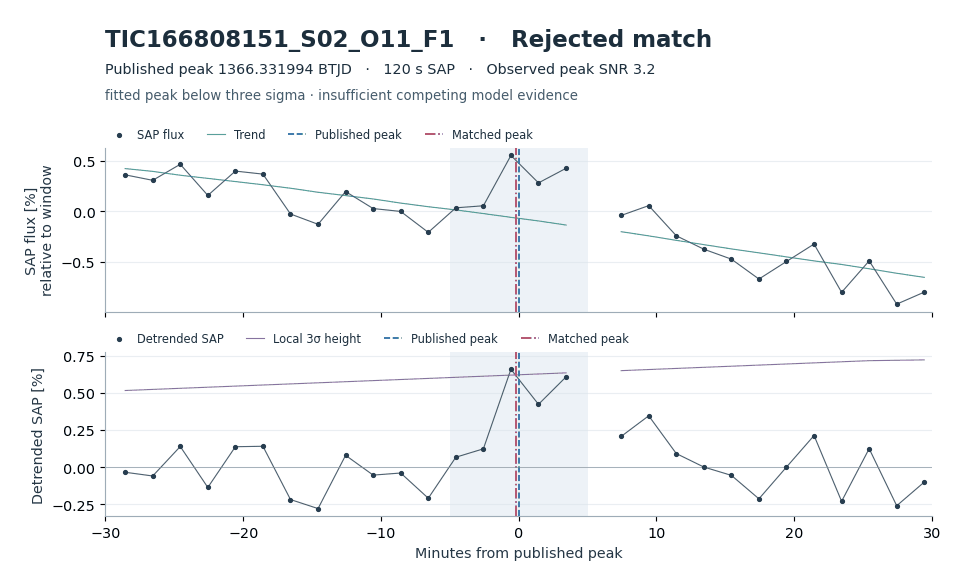 TIC166808151_S02_O11_F1 · Rejected match
Published peak 1366.331994 BTJD · 120 s SAP · Observed peak SNR 3.2
fitted peak below three sigma · insufficient competing model evidence
SAP flux Trend Published peak Matched peak
SAP flux [%]
relative to window
0.5
0.0
−0.5
Detrended SAP Local 3σ height Published peak Matched peak
Detrended SAP [%]
0.75
0.50
0.25
0.00
−0.25
−30 −20 −10 0 10 20 30
Minutes from published peak